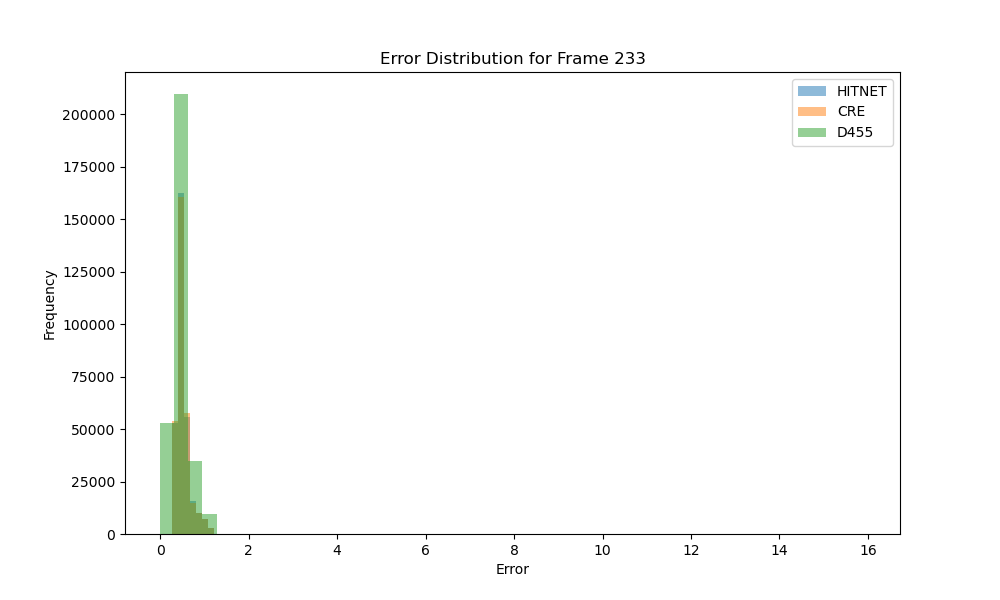 Error Distribution for Frame 233
HITNET
CRE
D455
200000
175000
150000
125000
100000
75000
50000
25000
0
Frequency
0 2 4 6 8 10 12 14 16
Error